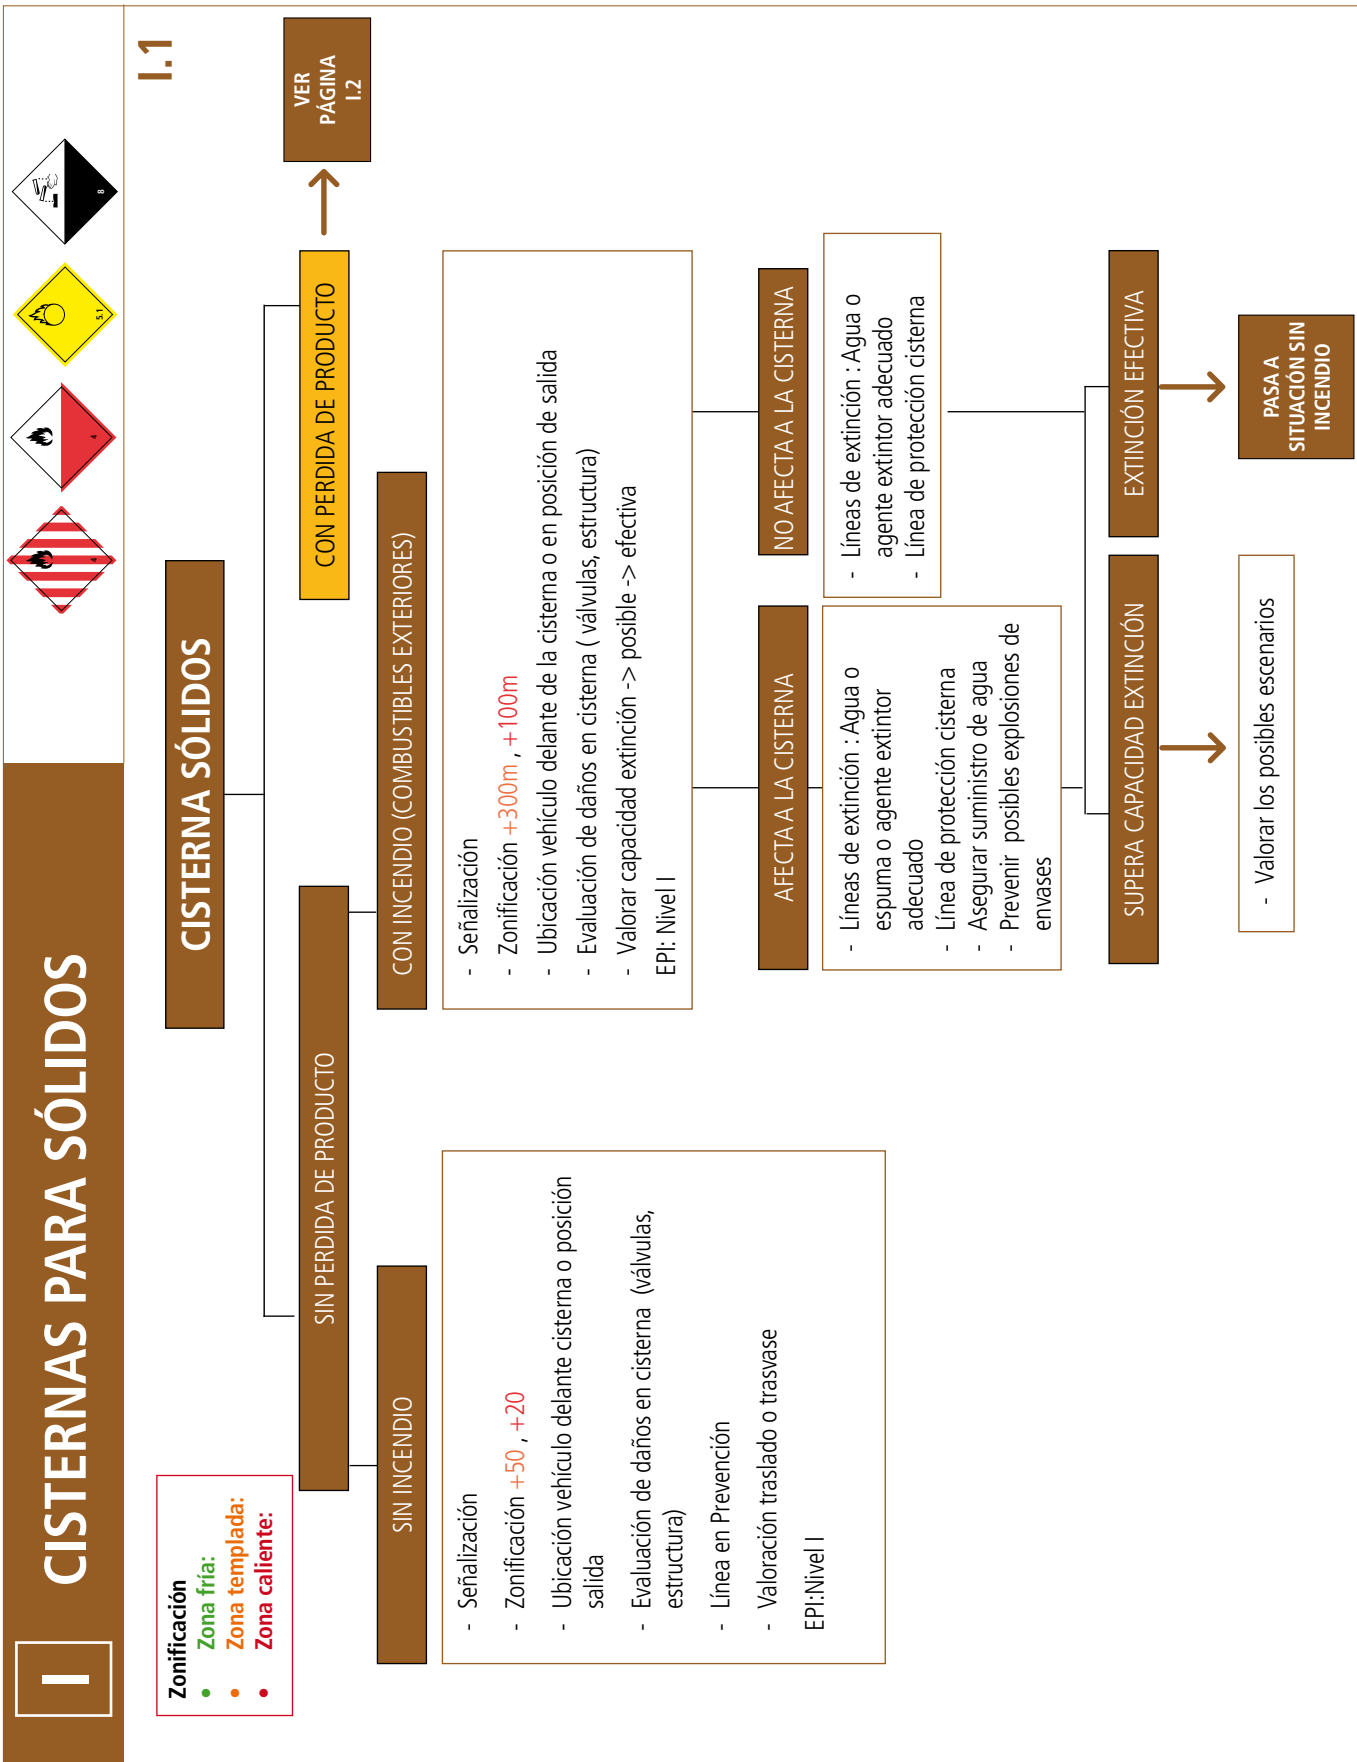 I
CISTERNAS PARA SÓLIDOS
4
4
5.1
8
I.1
Zonificación
• Zona fría:
• Zona templada:
• Zona caliente:
CISTERNA SÓLIDOS
SIN PERDIDA DE PRODUCTO
CON PERDIDA DE PRODUCTO
VER
PÁGINA
I.2
SIN INCENDIO
- Señalización
- Zonificación +50 , +20
- Ubicación vehículo delante cisterna o posición
salida
- Evaluación de daños en cisterna (válvulas,
estructura)
- Línea en Prevención
- Valoración traslado o trasvase
EPI:Nivel I
CON INCENDIO (COMBUSTIBLES EXTERIORES)
- Señalización
- Zonificación +300m , +100m
- Ubicación vehículo delante de la cisterna o en posición de salida
- Evaluación de daños en cisterna ( válvulas, estructura)
- Valorar capacidad extinción -> posible -> efectiva
EPI: Nivel I
AFECTA A LA CISTERNA
- Líneas de extinción : Agua o
espuma o agente extintor
adecuado
- Línea de protección cisterna
- Asegurar suministro de agua
- Prevenir posibles explosiones de
envases
NO AFECTA A LA CISTERNA
- Líneas de extinción : Agua o
agente extintor adecuado
- Línea de protección cisterna
SUPERA CAPACIDAD EXTINCIÓN
- Valorar los posibles escenarios
EXTINCIÓN EFECTIVA
PASA A
SITUACIÓN SIN
INCENDIO